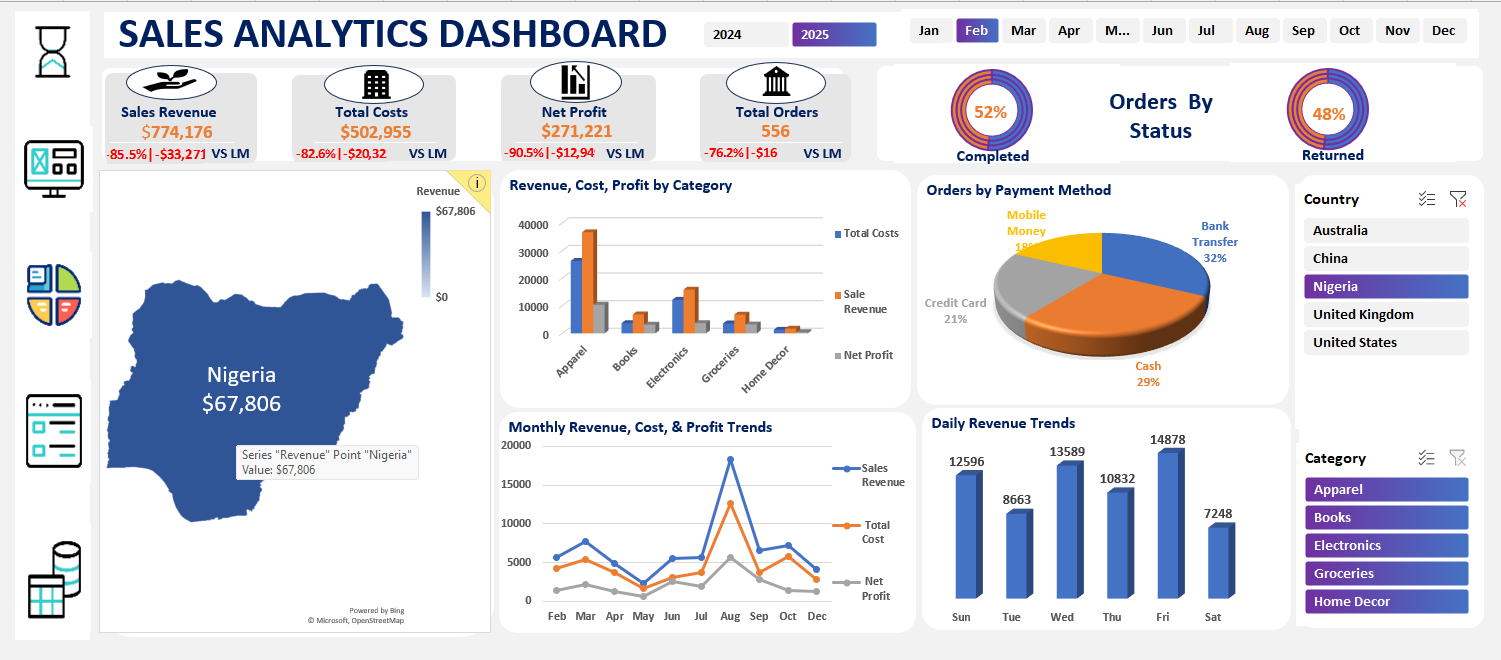 SALES ANALYTICS DASHBOARD
2024
2025
Jan
Feb
Mar
Apr
M...
Jun
Jul
Aug
Sep
Oct
Nov
Dec
Sales Revenue
$774,176
-85.5%|-$33,271 VS LM
Total Costs
$502,955
-82.6%|-$20,32 VS LM
Net Profit
$271,221
-90.5%|-$12,94 VS LM
Total Orders
556
-76.2%|-$16 VS LM
52%
Completed
Orders By
Status
48%
Returned
Revenue
$67,806
$0
Nigeria
$67,806
Series "Revenue" Point "Nigeria"
Value: $67,806
Powered by Bing
© Microsoft, OpenStreetMap
Revenue, Cost, Profit by Category
40000
30000
20000
10000
0
Apparel
Books
Electronics
Groceries
Home Decor
Total Costs
Sale
Revenue
Net Profit
Orders by Payment Method
Mobile
Money
18%
Bank
Transfer
32%
Credit Card
21%
Cash
29%
Country
Australia
China
Nigeria
United Kingdom
United States
Monthly Revenue, Cost, & Profit Trends
20000
15000
10000
5000
0
Feb
Mar
Apr
May
Jun
Jul
Aug
Sep
Oct
Dec
Sales
Revenue
Total
Cost
Net
Profit
Daily Revenue Trends
12596
8663
13589
10832
14878
7248
Sun
Tue
Wed
Thu
Fri
Sat
Category
Apparel
Books
Electronics
Groceries
Home Decor